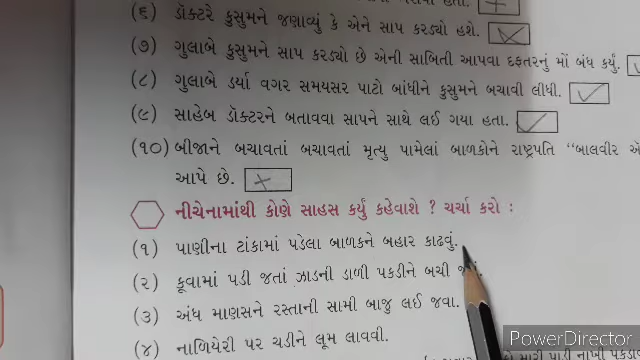 (૬) ડૉક્ટરે કુસુમને જણાવ્યું કે એને સાપ કરડ્યો હશે.
(૭) ગુલાબે કુસુમને સાપ કરડ્યો છે એની સાબિતી આપવા દફતરનું મોં બંધ કર્યું.
(૮) ગુલાબે ડર્યા વગર સમયસર પાટો બાંધીને કુસુમને બચાવી લીધી.
(૯) સાહેબ ડૉક્ટરને બતાવવા સાપને સાથે લઈ ગયા હતા.
(૧૦) બીજાને બચાવતાં બચાવતાં મૃત્યુ પામેલાં બાળકોને રાષ્ટ્રપતિ “બાલવીર
આપે છે.
નીચેનામાંથી કોણે સાહસ કર્યું કહેવાશે ? ચર્ચા કરો :
(૧) પાણીના ટાંકામાં પડેલા બાળકને બહાર કાઢવું.
(૨) કૂવામાં પડી જતાં ઝાડની ડાળી પકડીને બચી
(૩) અંધ માણસને રસ્તાની સામી બાજુ લઈ જવા.
(૪) નાળિયેરી પર ચડીને લૂમ લાવવી.
PowerDirector